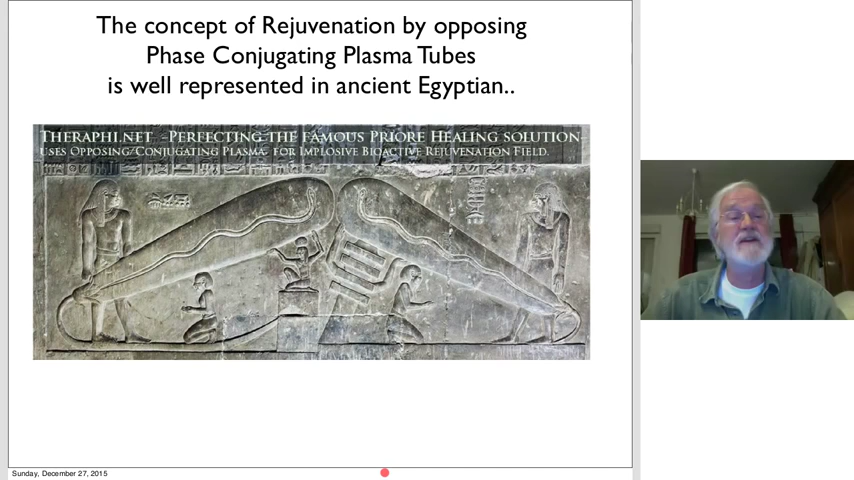 The concept of Rejuvenation by opposing
Phase Conjugating Plasma Tubes
is well represented in ancient Egyptian..
THERAPHI.NET -PERFECTING THE FAMOUS PRIORE HEALING SOLUTION-
USES OPPOSING/CONJUGATING PLASMA- FOR IMPLOSIVE BIOACTIVE REJUVENATION FIELD.
Sunday, December 27, 2015